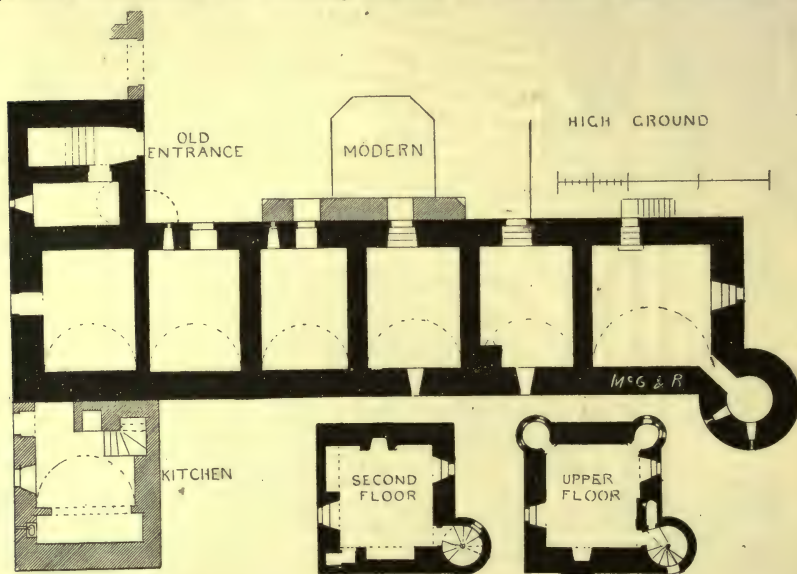 OLD
ENTRANCE
MODERN
HIGH GROUND
McG & R
KITCHEN
SECOND
FLOOR
UPPER
FLOOR